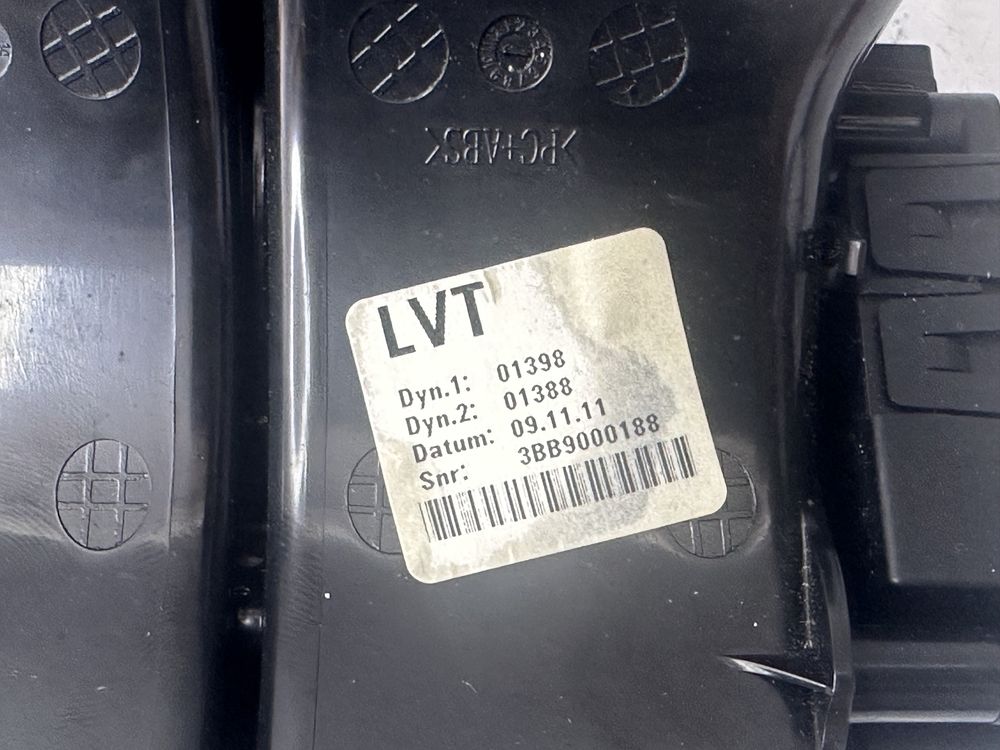 >PC+ABS<
LVT
Dyn.1: 01398
Dyn.2: 01388
Datum: 09.11.11
Snr: 3BB9000188